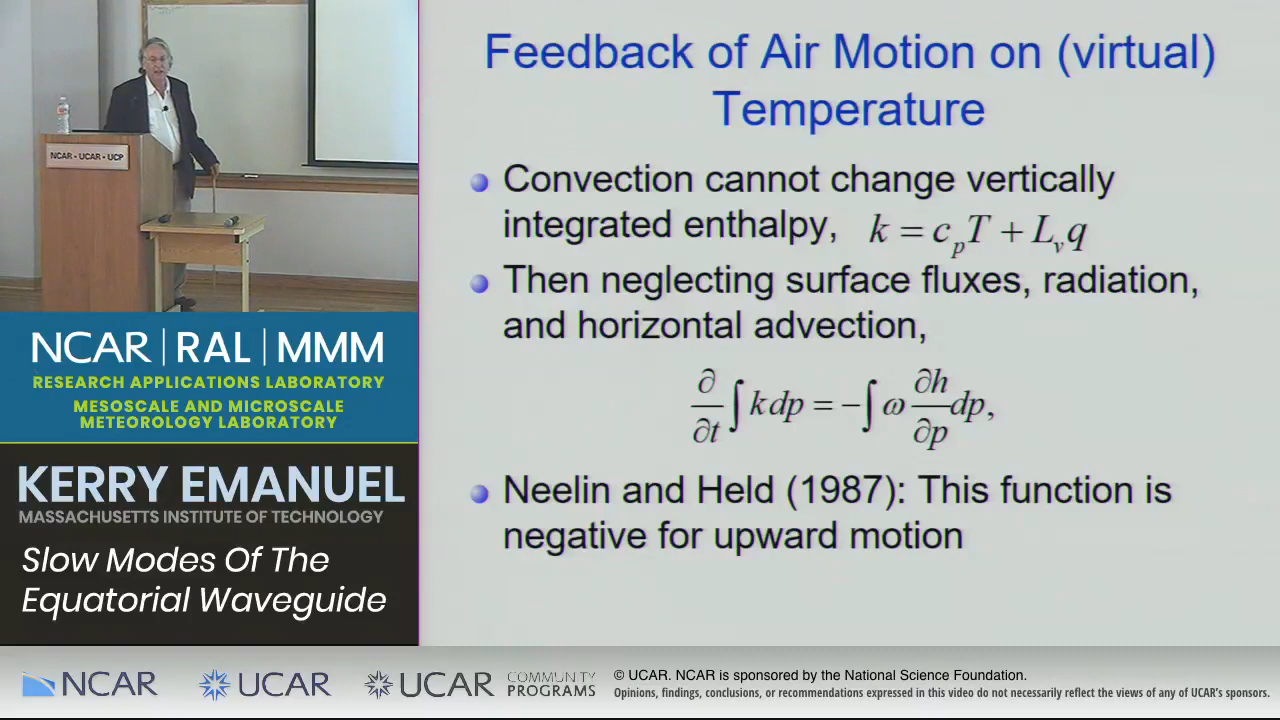 NCAR • UCAR • UCP
NCAR | RAL | MMM
RESEARCH APPLICATIONS LABORATORY
MESOSCALE AND MICROSCALE
METEOROLOGY LABORATORY
KERRY EMANUEL
MASSACHUSETTS INSTITUTE OF TECHNOLOGY
Slow Modes Of The
Equatorial Waveguide
Feedback of Air Motion on (virtual)
Temperature
Convection cannot change vertically
integrated enthalpy, k = c_p T + L_v q
Then neglecting surface fluxes, radiation,
and horizontal advection,
∂/∂t ∫ k dp = −∫ ω ∂h/∂p dp,
Neelin and Held (1987): This function is
negative for upward motion
NCAR UCAR UCAR COMMUNITY PROGRAMS
© UCAR. NCAR is sponsored by the National Science Foundation.
Opinions, findings, conclusions, or recommendations expressed in this video do not necessarily reflect the views of any of UCAR's sponsors.